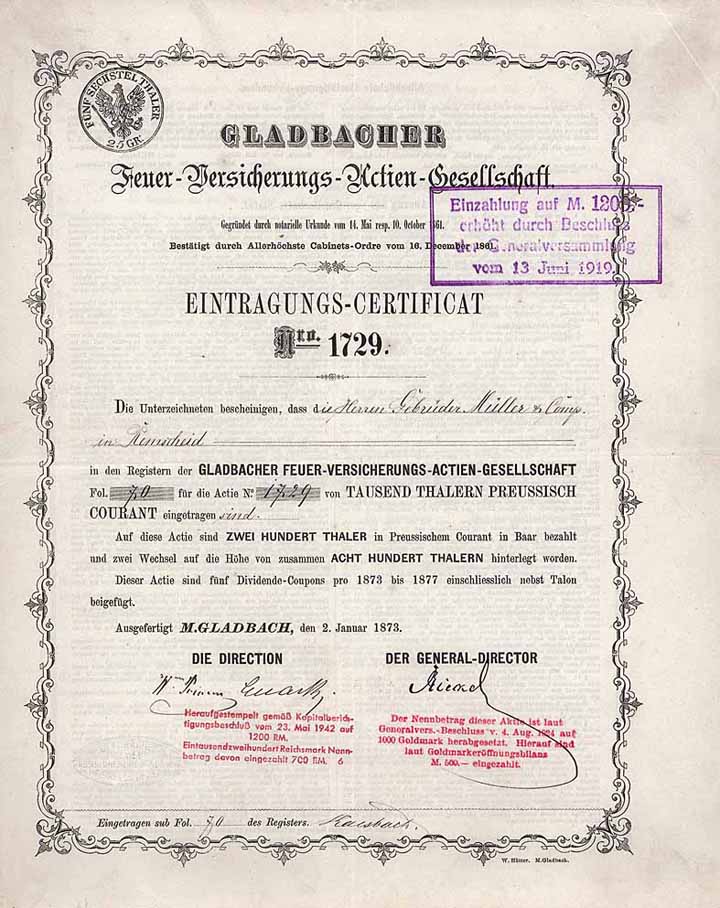 FÜNF SECHSTEL THALER
25 GR.
GLADBACHER
Feuer-Versicherungs-Actien-Gesellschaft.
Gegründet durch notarielle Urkunde vom 14. Mai resp. 10. October 1861.
Bestätigt durch Allerhöchste Cabinets-Ordre vom 16. December 1861.
Einzahlung auf M. 1200,-
erhöht durch Beschluss
der Generalversammlung
vom 13 Juni 1919.
EINTRAGUNGS-CERTIFICAT
Nro. 1729.
Die Unterzeichneten bescheinigen, dass die Herren Gebrüder Müller & Comp.
in Remscheid
in den Registern der GLADBACHER FEUER-VERSICHERUNGS-ACTIEN-GESELLSCHAFT
Fol. 70 für die Actie No. 1729 von TAUSEND THALERN PREUSSISCH
COURANT eingetragen sind.
Auf diese Actie sind ZWEI HUNDERT THALER in Preussischem Courant in Baar bezahlt
und zwei Wechsel auf die Höhe von zusammen ACHT HUNDERT THALERN hinterlegt worden.
Dieser Actie sind fünf Dividende-Coupons pro 1873 bis 1877 einschliesslich nebst Talon
beigefügt.
Ausgefertigt M.GLADBACH, den 2. Januar 1873.
DIE DIRECTION
DER GENERAL-DIRECTOR
Heraufgestempelt gemäß Kapitalberich-
tigungsbeschluß vom 23. Mai 1942 auf
1200 RM.
Eintausendzweihundert Reichsmark Nenn-
betrag davon eingezahlt 700 RM. 6
Der Nennbetrag dieser Aktie ist laut
Generalvers.-Beschluss v. 4. Aug. 1924 auf
1000 Goldmark herabgesetzt. Hierauf sind
laut Goldmarkeröffnungsbilans
M. 500.— eingezahlt.
Eingetragen sub Fol. 70 des Registers.
W. Hütter. M.Gladbach.